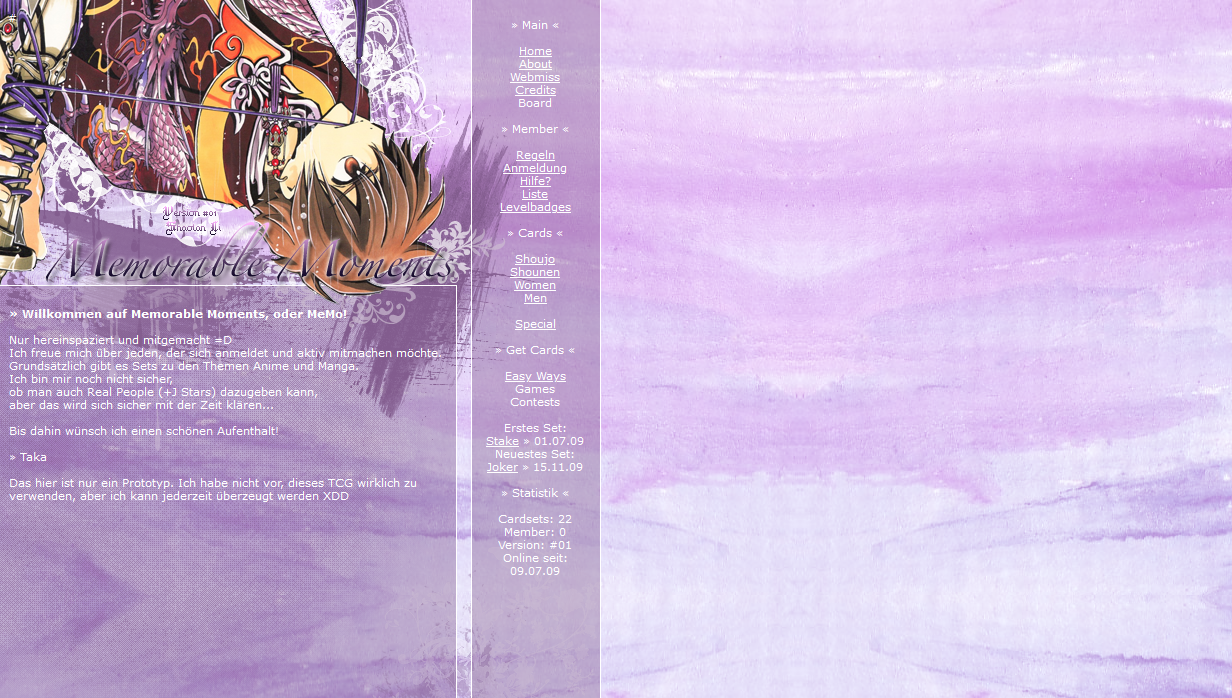 Version #01
Memorable Moments
» Willkommen auf Memorable Moments, oder MeMo!
Nur hereinspaziert und mitgemacht =D
Ich freue mich über jeden, der sich anmeldet und aktiv mitmachen möchte.
Grundsätzlich gibt es Sets zu den Themen Anime und Manga.
Ich bin mir noch nicht sicher,
ob man auch Real People (+J Stars) dazugeben kann,
aber das wird sich sicher mit der Zeit klären...
Bis dahin wünsch ich einen schönen Aufenthalt!
» Taka
Das hier ist nur ein Prototyp. Ich habe nicht vor, dieses TCG wirklich zu
verwenden, aber ich kann jederzeit überzeugt werden XDD
» Main «
Home
About
Webmiss
Credits
Board
» Member «
Regeln
Anmeldung
Hilfe?
Liste
Levelbadges
» Cards «
Shoujo
Shounen
Women
Men
Special
» Get Cards «
Easy Ways
Games
Contests
Erstes Set:
Stake » 01.07.09
Neuestes Set:
Joker » 15.11.09
» Statistik «
Cardsets: 22
Member: 0
Version: #01
Online seit:
09.07.09